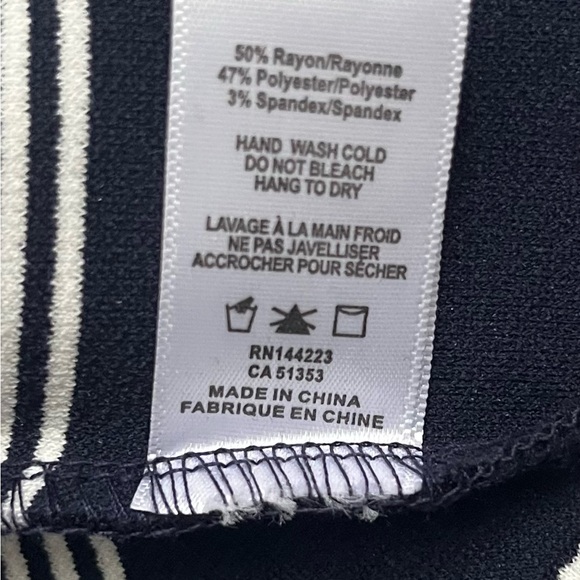 50% Rayon/Rayonne
47% Polyester/Polyester
3% Spandex/Spandex
HAND WASH COLD
DO NOT BLEACH
HANG TO DRY
LAVAGE À LA MAIN FROID
NE PAS JAVELLISER
ACCROCHER POUR SÉCHER
RN144223
CA 51353
MADE IN CHINA
FABRIQUE EN CHINE